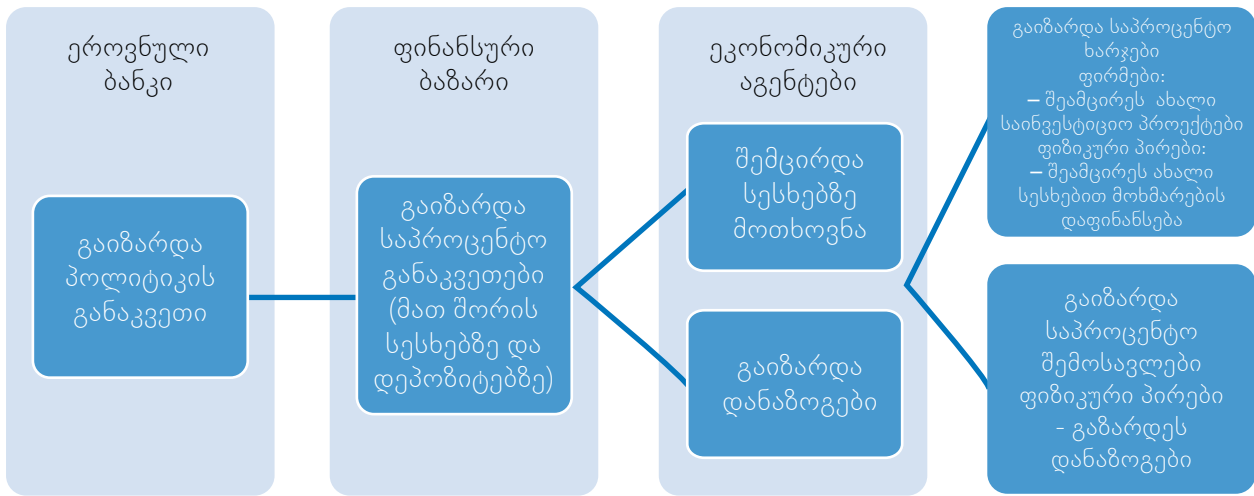 ეროვნული
ბანკი
გაიზარდა
პოლიტიკის
განაკვეთი
ფინანსური
ბაზარი
გაიზარდა
საპროცენტო
განაკვეთები
(მათ შორის
სესხებზე და
დეპოზიტებზე)
ეკონომიკური
აგენტები
შემცირდა
სესხებზე
მოთხოვნა
გაიზარდა
დანაზოგები
გაიზარდა საპროცენტო
ხარჯები
ფირმები:
– შეამცირეს ახალი
საინვესტიციო პროექტები
ფიზიკური პირები:
– შეამცირეს ახალი
სესხებით მოხმარების
დაფინანსება
გაიზარდა
საპროცენტო
შემოსავლები
ფიზიკური პირები
- გაზარდეს
დანაზოგები